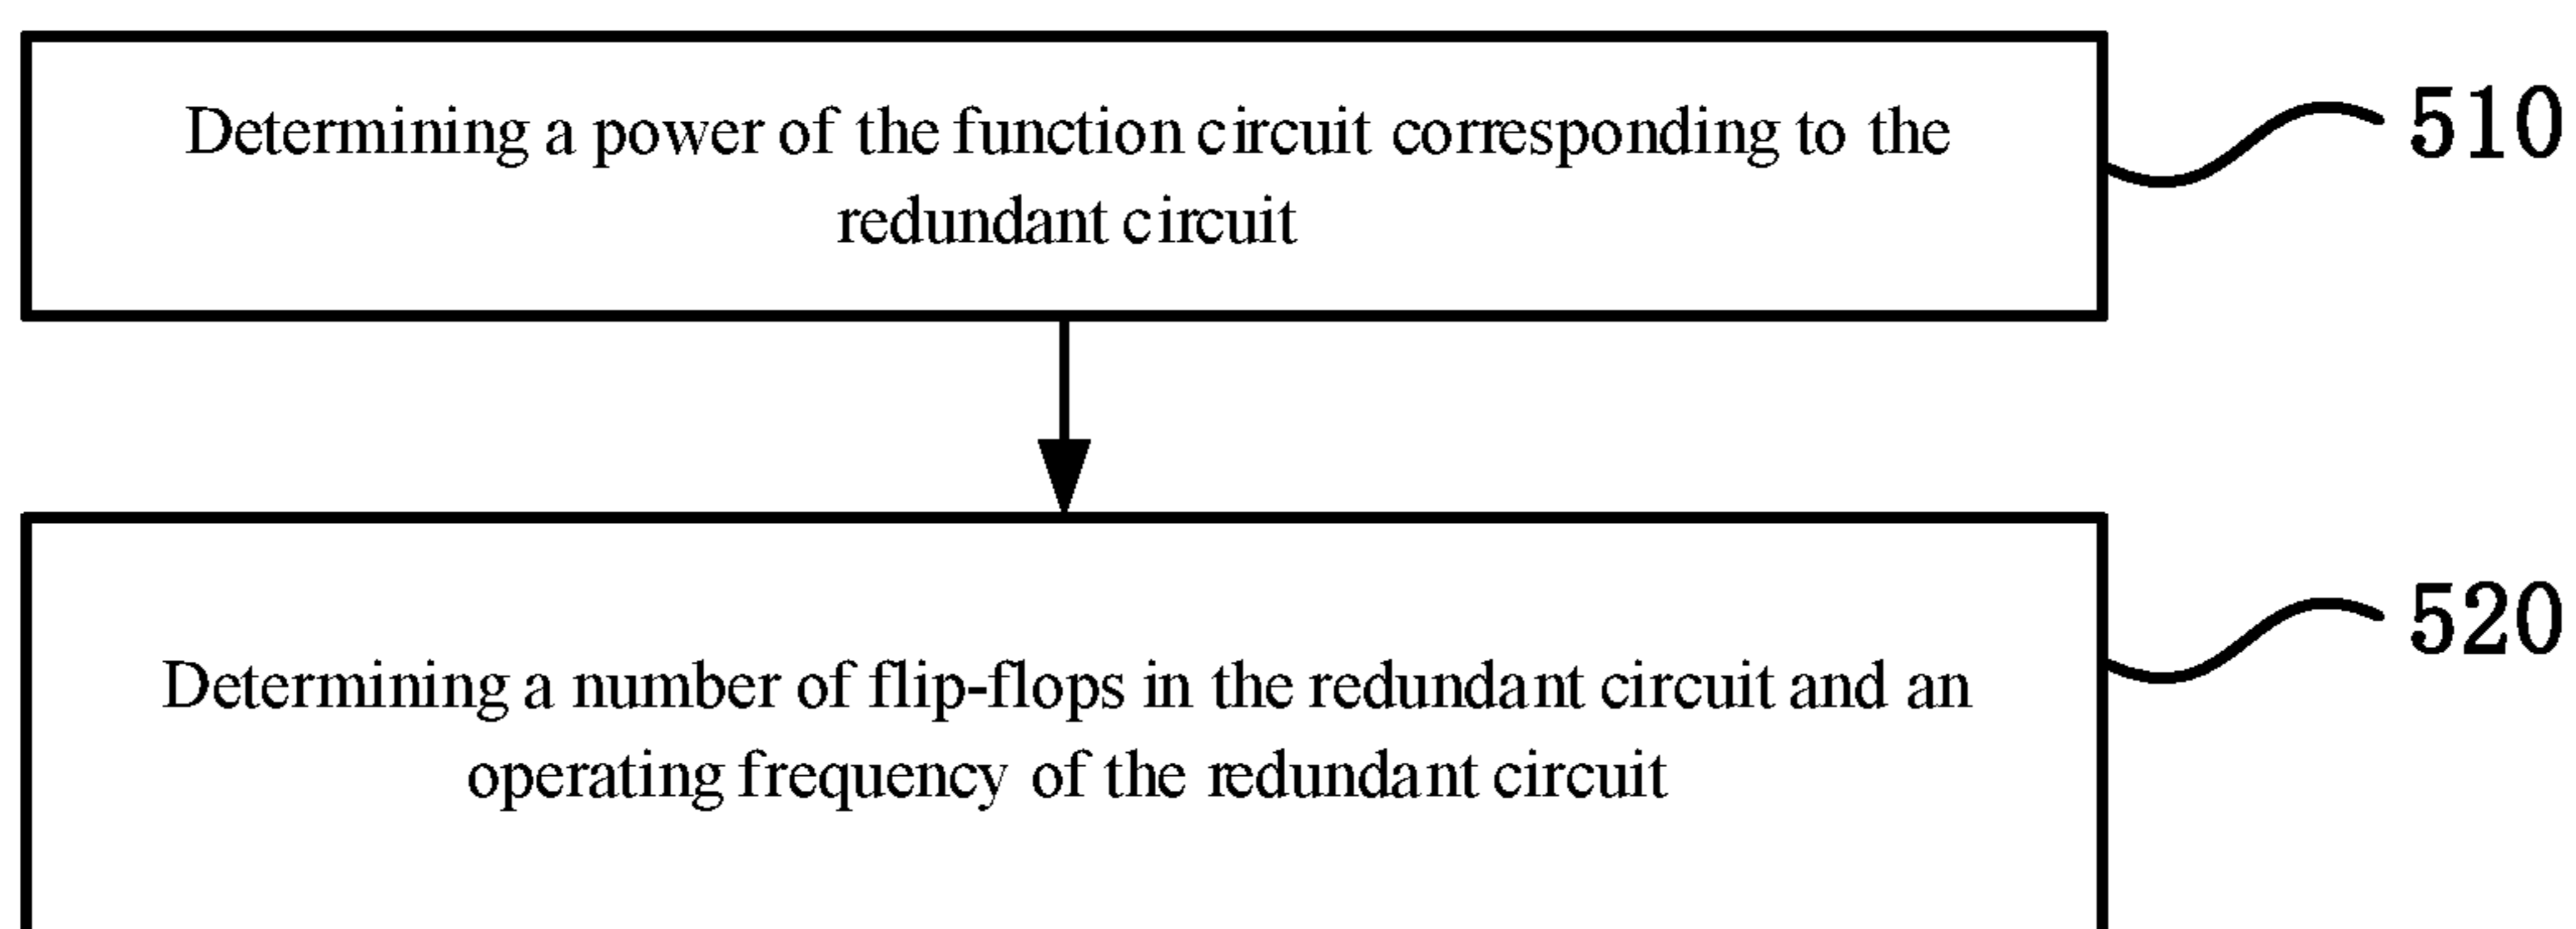 Determining a power of the function circuit corresponding to the
redundant circuit
510
Determining a number of flip-flops in the redundant circuit and an
operating frequency of the redundant circuit
520